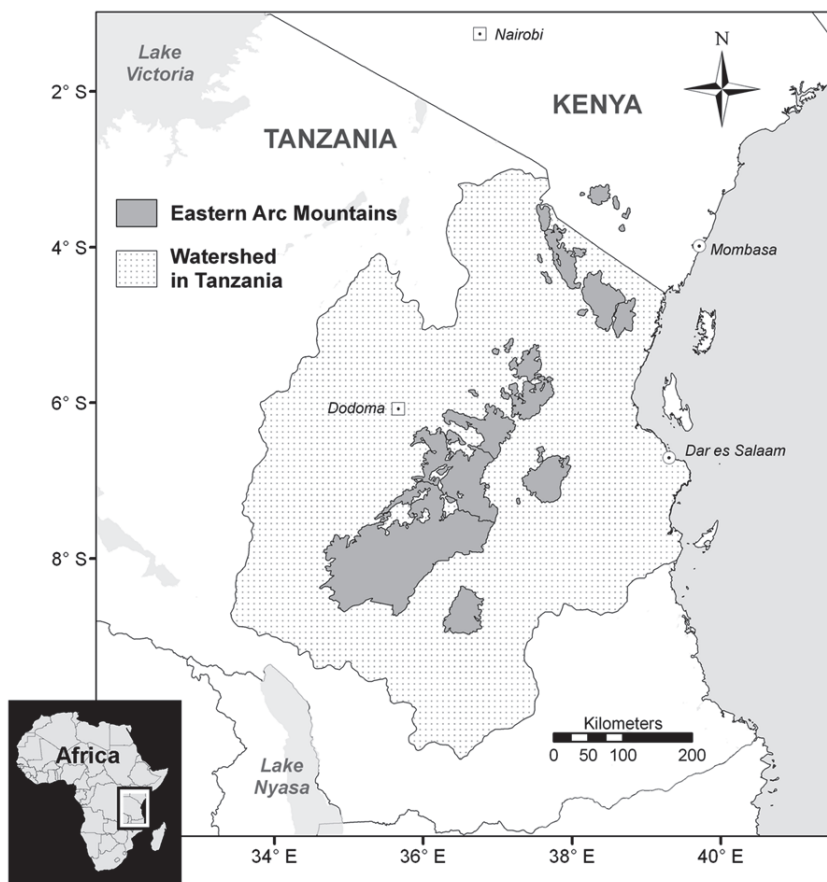 Nairobi
N
Lake
Victoria
2° S
KENYA
TANZANIA
Eastern Arc Mountains
4° S
Watershed
in Tanzania
Mombasa
6° S
Dodoma
Dar es Salaam
8° S
Kilometers
0 50 100 200
Africa
Lake
Nyasa
34° E 36° E 38° E 40° E